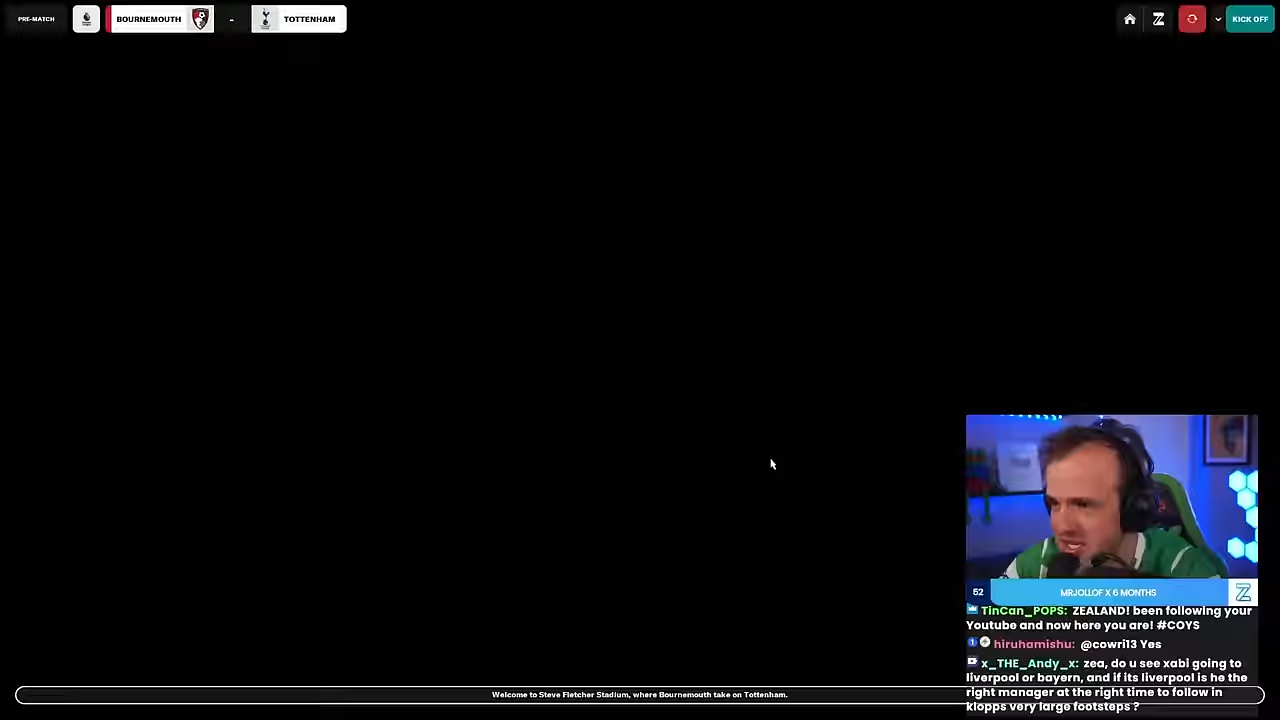 PRE-MATCH
BOURNEMOUTH
-
TOTTENHAM
Z
KICK OFF
52
MRJOLLOF X 6 MONTHS
Z
TinCan_POPS: ZEALAND! been following your
Youtube and now here you are! #COYS
1 hiruhamishu: @cowri13 Yes
x_THE_Andy_x: zea, do u see xabi going to
liverpool or bayern, and if its liverpool is he the
right manager at the right time to follow in
klopps very large footsteps ?
Welcome to Steve Fletcher Stadium, where Bournemouth take on Tottenham.